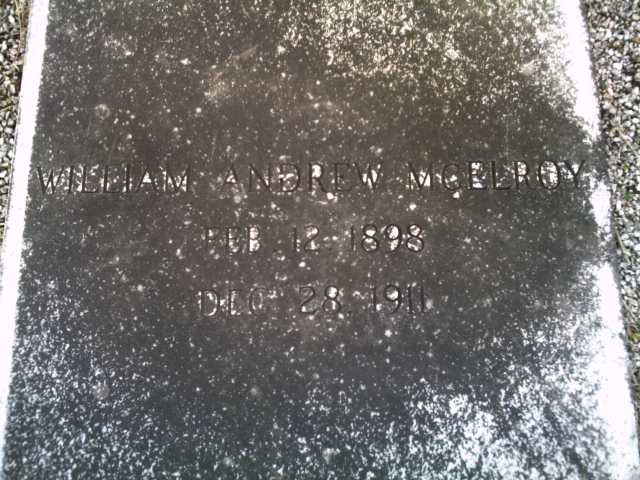 WILLIAM ANDREW MCELROY
FEB. 12, 1898
DEC. 28, 1911